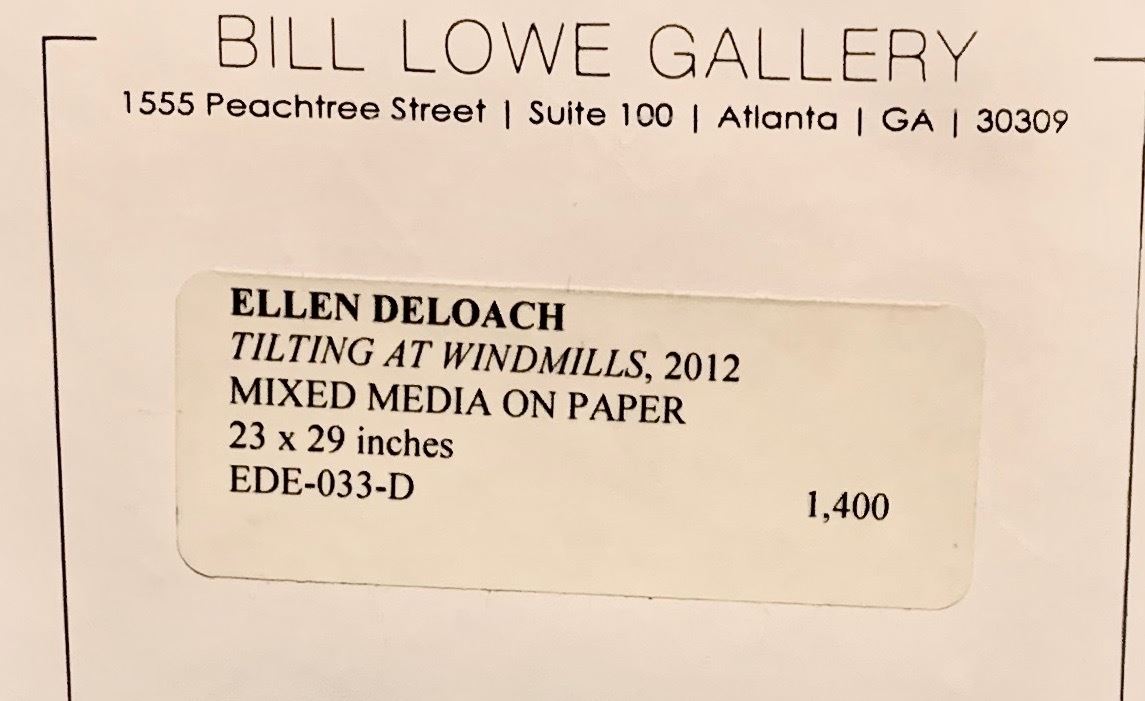 BILL LOWE GALLERY
1555 Peachtree Street | Suite 100 | Atlanta | GA | 30309
ELLEN DELOACH
TILTING AT WINDMILLS, 2012
MIXED MEDIA ON PAPER
23 x 29 inches
EDE-033-D
1,400